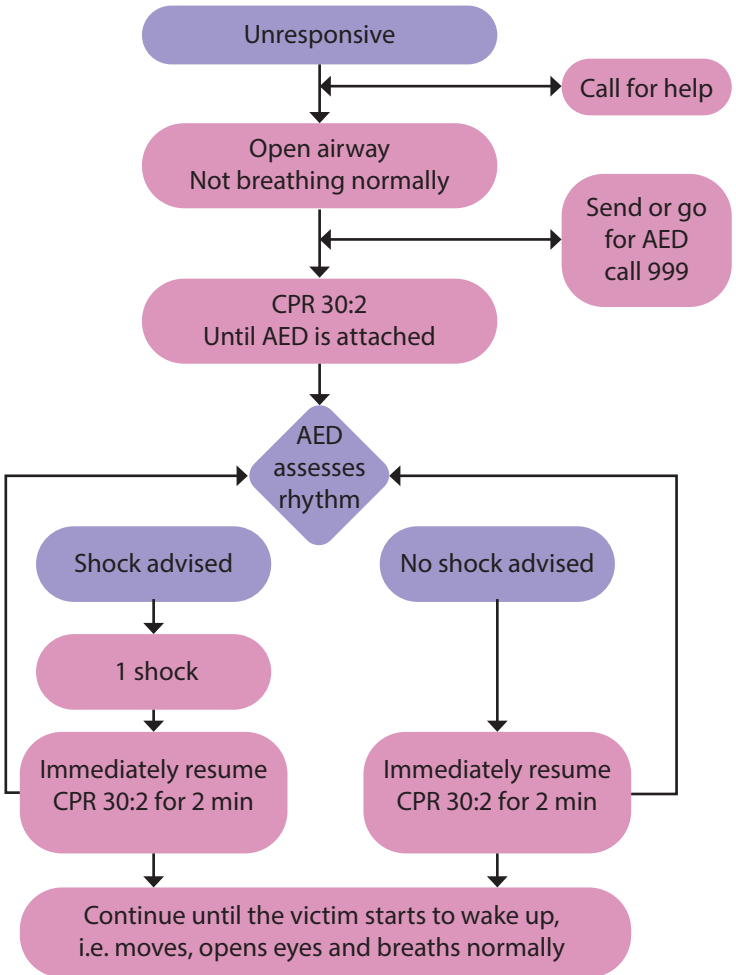 Unresponsive
Call for help
Open airway
Not breathing normally
Send or go
for AED
call 999
CPR 30:2
Until AED is attached
AED
assesses
rhythm
Shock advised
No shock advised
1 shock
Immediately resume
CPR 30:2 for 2 min
Immediately resume
CPR 30:2 for 2 min
Continue until the victim starts to wake up,
i.e. moves, opens eyes and breaths normally